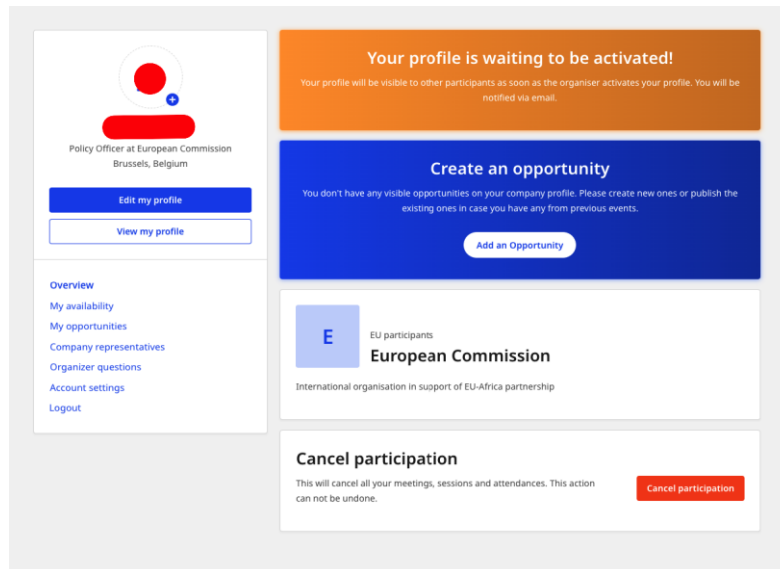 Policy Officer at European Commission
Brussels, Belgium
Edit my profile
View my profile
Overview
My availability
My opportunities
Company representatives
Organizer questions
Account settings
Logout
Your profile is waiting to be activated!
Your profile will be visible to other participants as soon as the organiser activates your profile. You will be
notified via email.
Create an opportunity
You don't have any visible opportunities on your company profile. Please create new ones or publish the
existing ones in case you have any from previous events.
Add an Opportunity
E
EU participants
European Commission
International organisation in support of EU-Africa partnership
Cancel participation
This will cancel all your meetings, sessions and attendances. This action
can not be undone.
Cancel participation